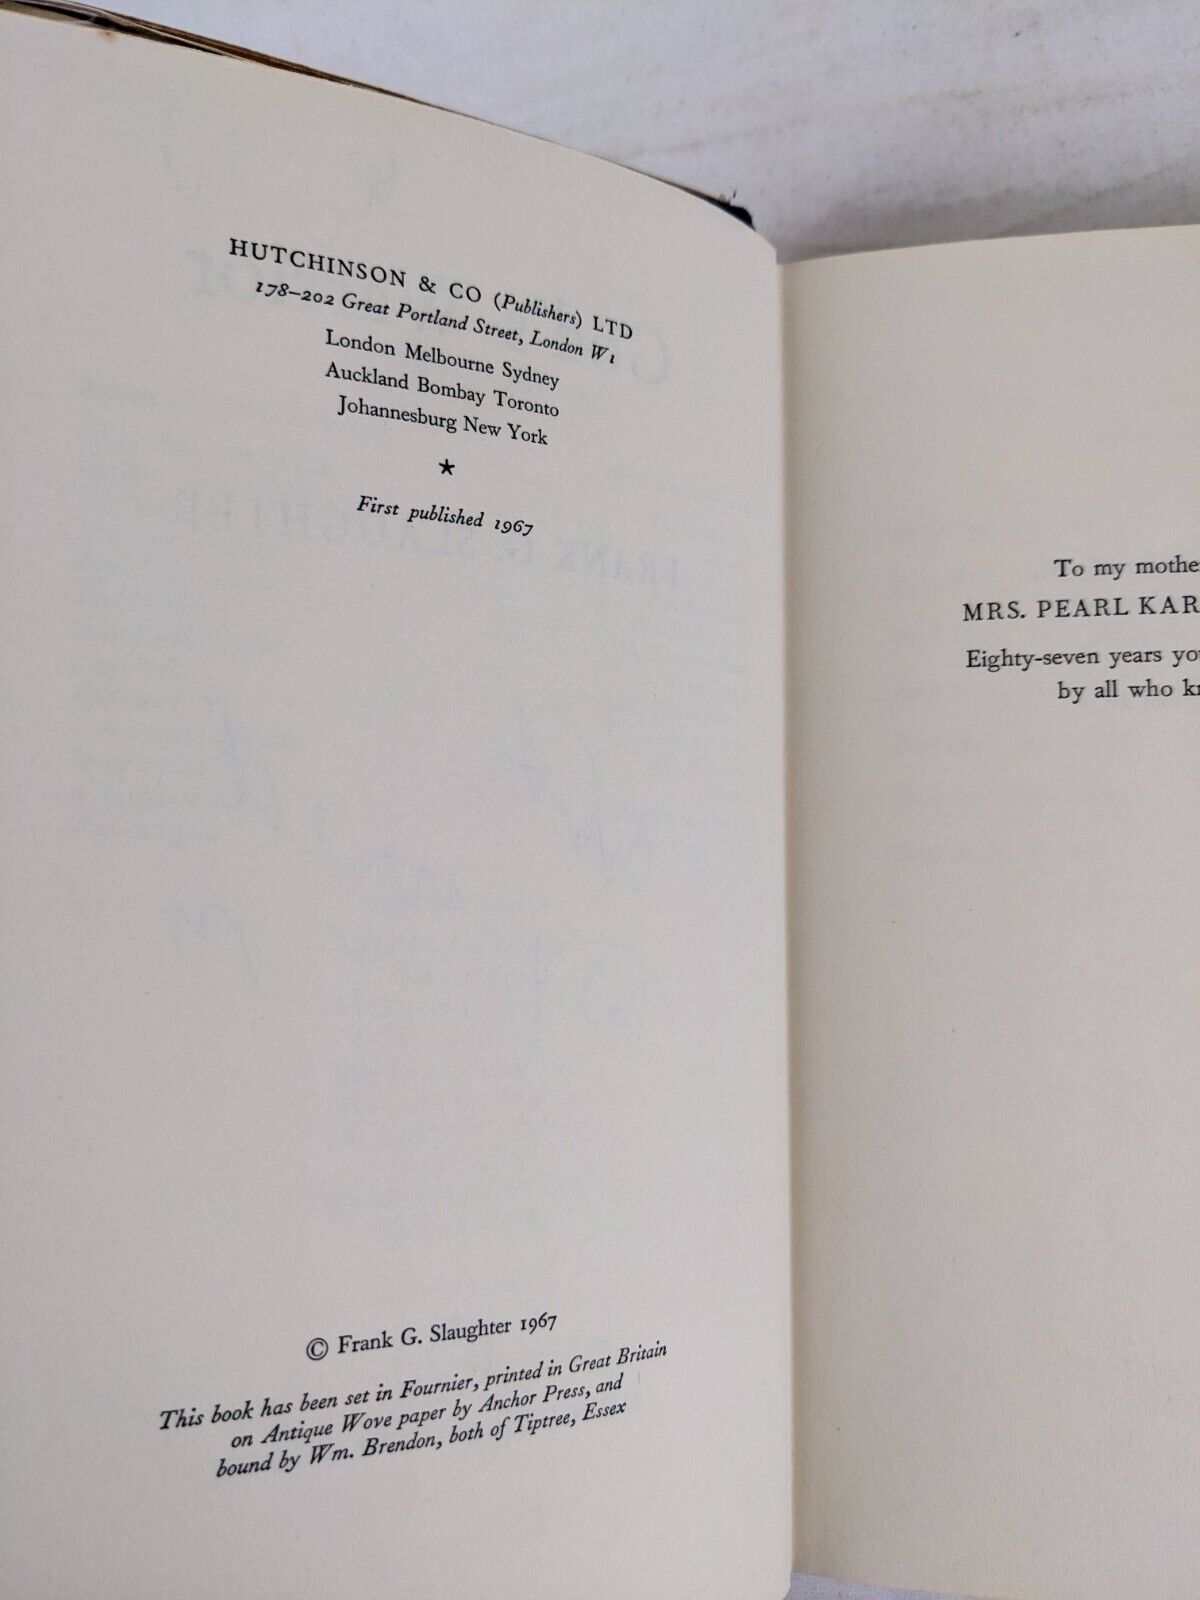 HUTCHINSON & CO (Publishers) LTD
178–202 Great Portland Street, London W1
London Melbourne Sydney
Auckland Bombay Toronto
Johannesburg New York
★
First published 1967
© Frank G. Slaughter 1967
This book has been set in Fournier, printed in Great Britain
on Antique Wove paper by Anchor Press, and
bound by Wm. Brendon, both of Tiptree, Essex
To my mothe
MRS. PEARL KAR
Eighty-seven years yo
by all who k